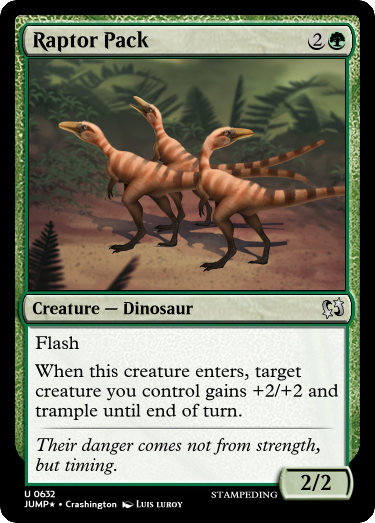 Raptor Pack 2
Creature — Dinosaur
Flash
When this creature enters, target
creature you control gains +2/+2 and
trample until end of turn.
Their danger comes not from strength,
but timing.
2/2
U 0632
JUMP★ • Crashington Luis luroy
STAMPEDING